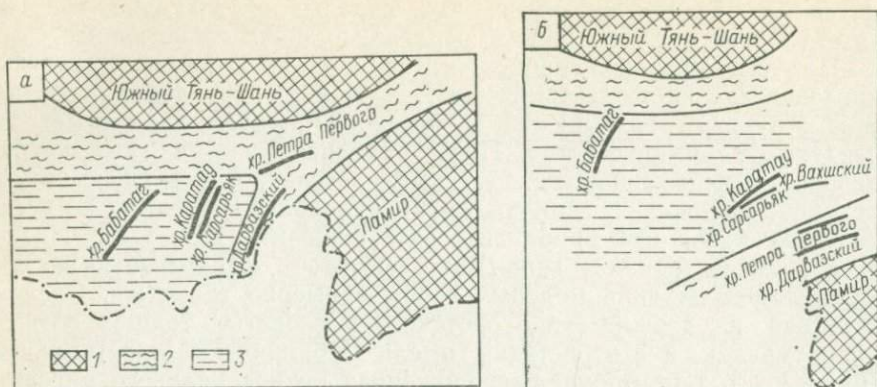 а
Южный Тянь-Шань
хр. Петра Первого
хр. Бабатаг
хр. Каратау
хр. Сарсарьяк
хр. Дарвазский
Памир
1
2
3
б
Южный Тянь-Шань
хр. Бабатаг
хр. Каратау
хр. Вахшский
хр. Сарсарьяк
хр. Петра Первого
хр. Дарвазский
Памир